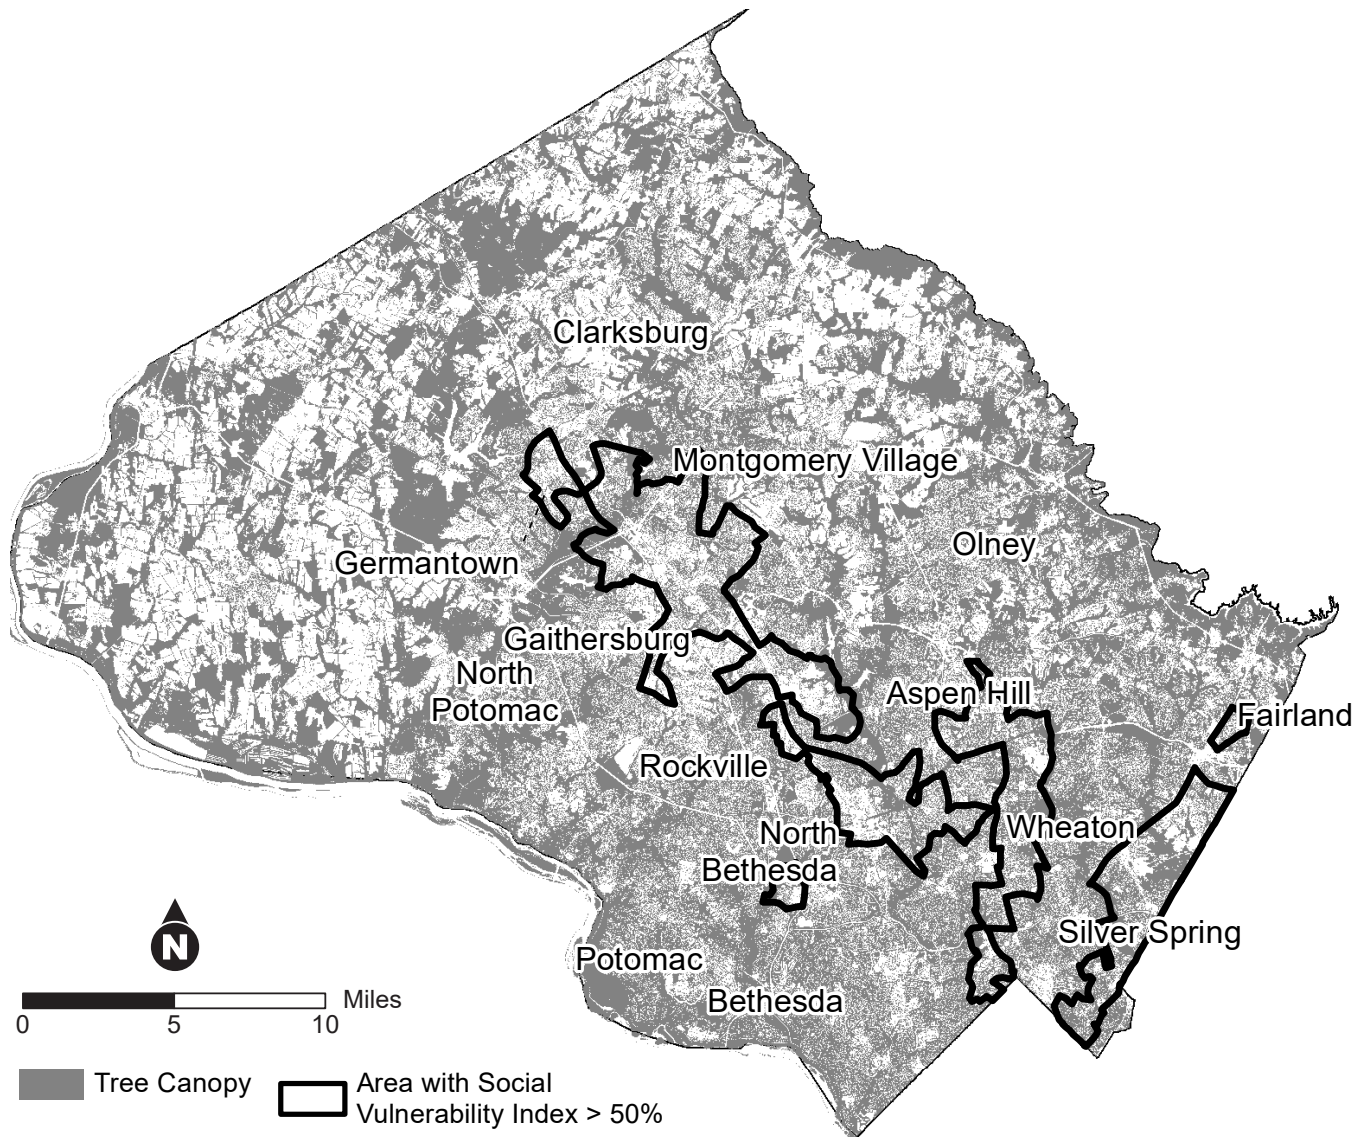 Clarksburg
Montgomery Village
Olney
Germantown
Gaithersburg
North
Potomac
Aspen Hill
Fairland
Rockville
North
Bethesda
Wheaton
Silver Spring
Potomac
Bethesda
N
Miles
0 5 10
Tree Canopy
Area with Social
Vulnerability Index > 50%